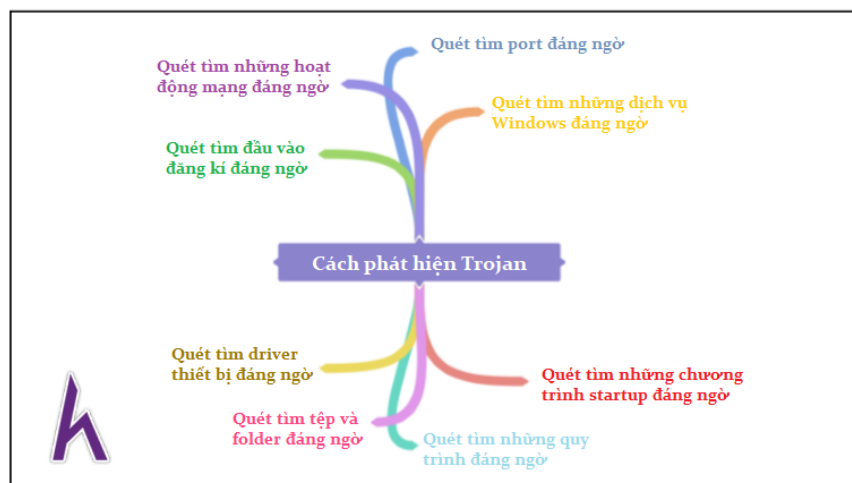 Quét tìm port đáng ngờ
Quét tìm những hoạt
động mạng đáng ngờ
Quét tìm những dịch vụ
Windows đáng ngờ
Quét tìm đầu vào
đăng kí đáng ngờ
Cách phát hiện Trojan
Quét tìm driver
thiết bị đáng ngờ
Quét tìm những chương
trình startup đáng ngờ
Quét tìm tệp và
folder đáng ngờ
Quét tìm những quy
trình đáng ngờ